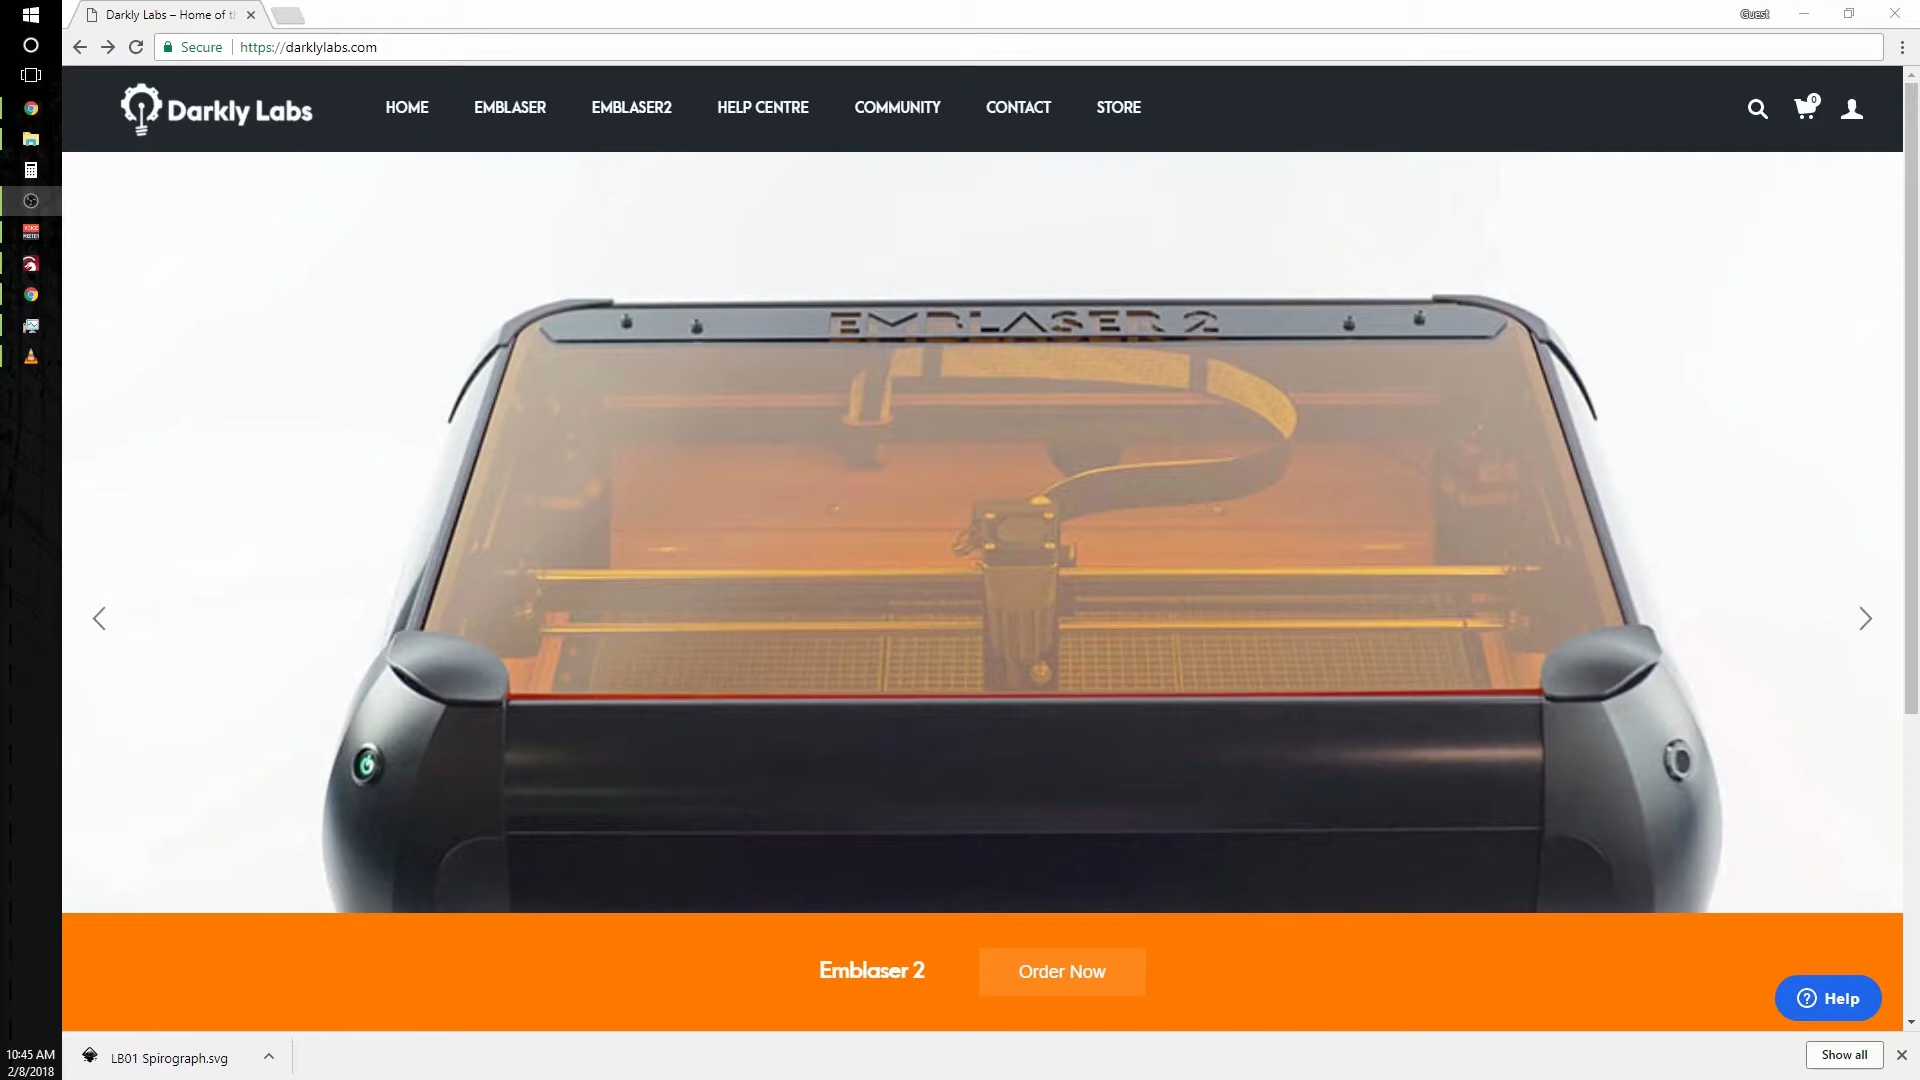 Darkly Labs – Home of th
Guest
Secure
https://darklylabs.com
Darkly Labs
HOME
EMBLASER
EMBLASER2
HELP CENTRE
COMMUNITY
CONTACT
STORE
0
EMBLASER 2
Emblaser 2
Order Now
Help
10:45 AM
2/8/2018
LB01 Spirograph.svg
Show all